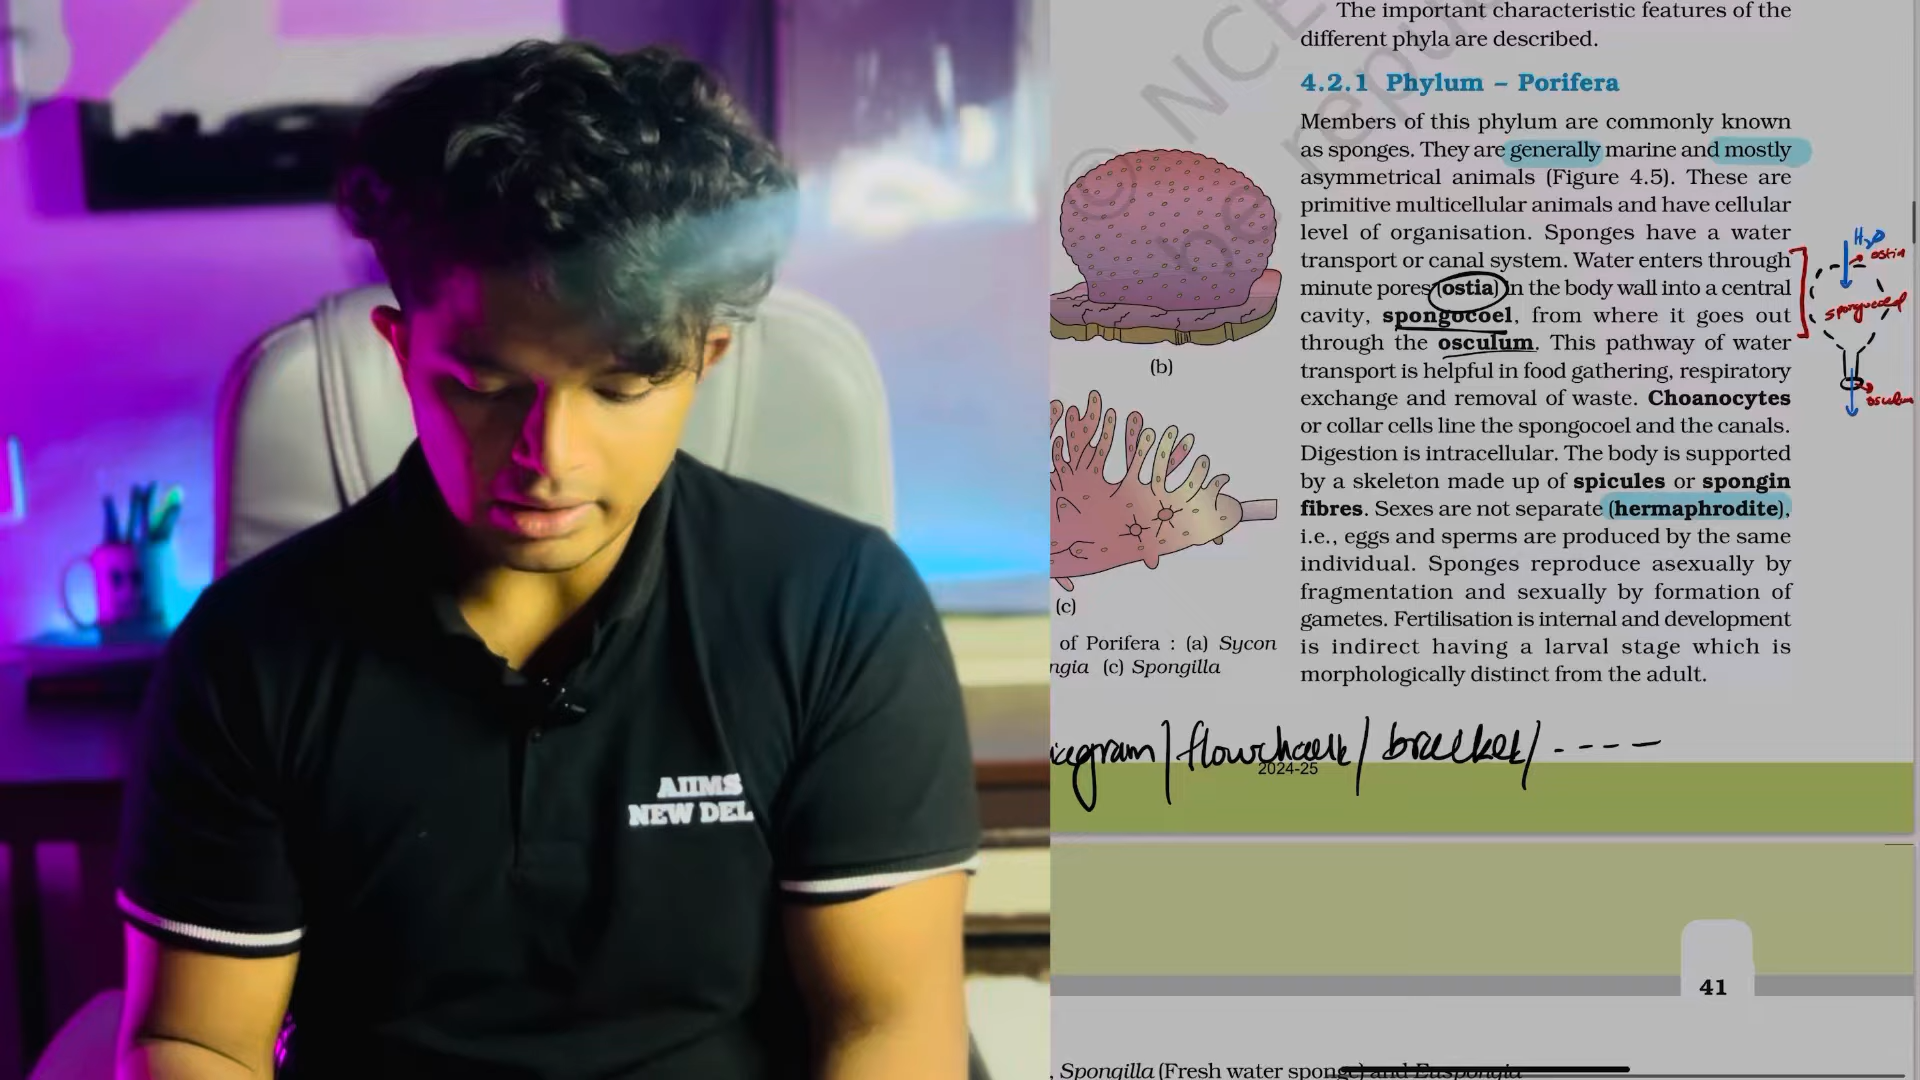 AIIMS
NEW DEL
The important characteristic features of the
different phyla are described.
4.2.1 Phylum – Porifera
Members of this phylum are commonly known
as sponges. They are generally marine and mostly
asymmetrical animals (Figure 4.5). These are
primitive multicellular animals and have cellular
level of organisation. Sponges have a water
transport or canal system. Water enters through
minute pores (ostia) in the body wall into a central
cavity, spongocoel, from where it goes out
through the osculum. This pathway of water
transport is helpful in food gathering, respiratory
exchange and removal of waste. Choanocytes
or collar cells line the spongocoel and the canals.
Digestion is intracellular. The body is supported
by a skeleton made up of spicules or spongin
fibres. Sexes are not separate (hermaphrodite),
i.e., eggs and sperms are produced by the same
individual. Sponges reproduce asexually by
fragmentation and sexually by formation of
gametes. Fertilisation is internal and development
is indirect having a larval stage which is
morphologically distinct from the adult.
H2O
ostia
spongocoel
osculum
(b)
(c)
of Porifera : (a) Sycon
ngia (c) Spongilla
© NCE
be repu
iagram / flowchart / bracket / ----
2024-25
41
, Spongilla (Fresh water sponge) and Euspongia